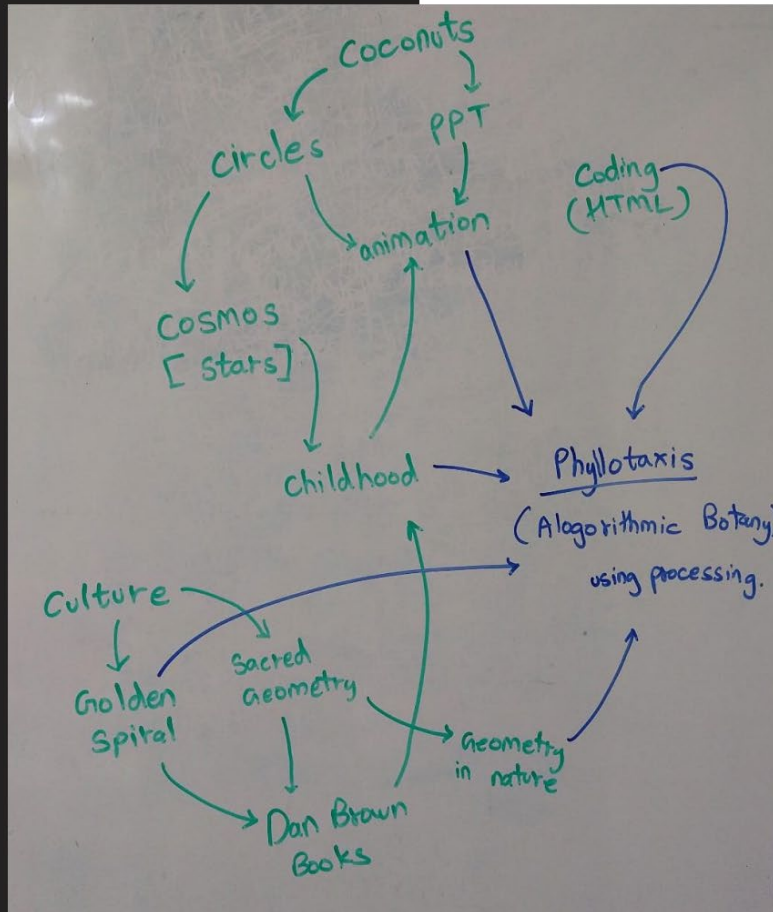 Coconuts
PPT
Circles
Coding
(HTML)
animation
Cosmos
[ Stars ]
Childhood
Phyllotaxis
(Alogorithmic Botany)
using processing.
Culture
Sacred
Geometry
Golden
Spiral
Geometry
in nature
Dan Brown
Books